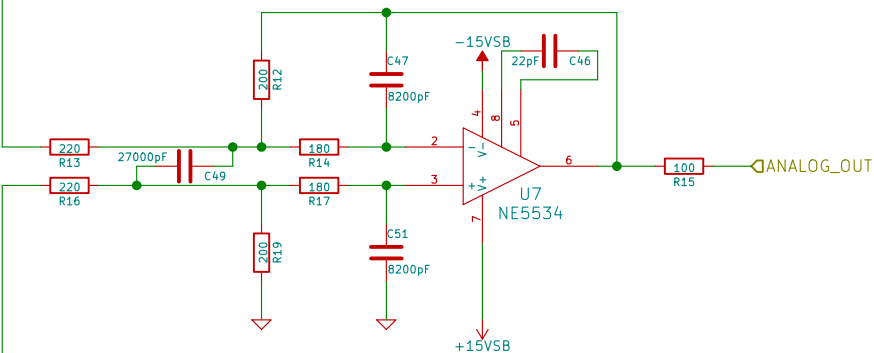 -15VSB
22pF
C46
C47
8200pF
200
R12
4
8
5
220
R13
27000pF
C49
180
R14
2
-
V-
6
100
R15
ANALOG_OUT
220
R16
180
R17
3
+
V+
U7
NE5534
7
200
R19
C51
8200pF
+15VSB